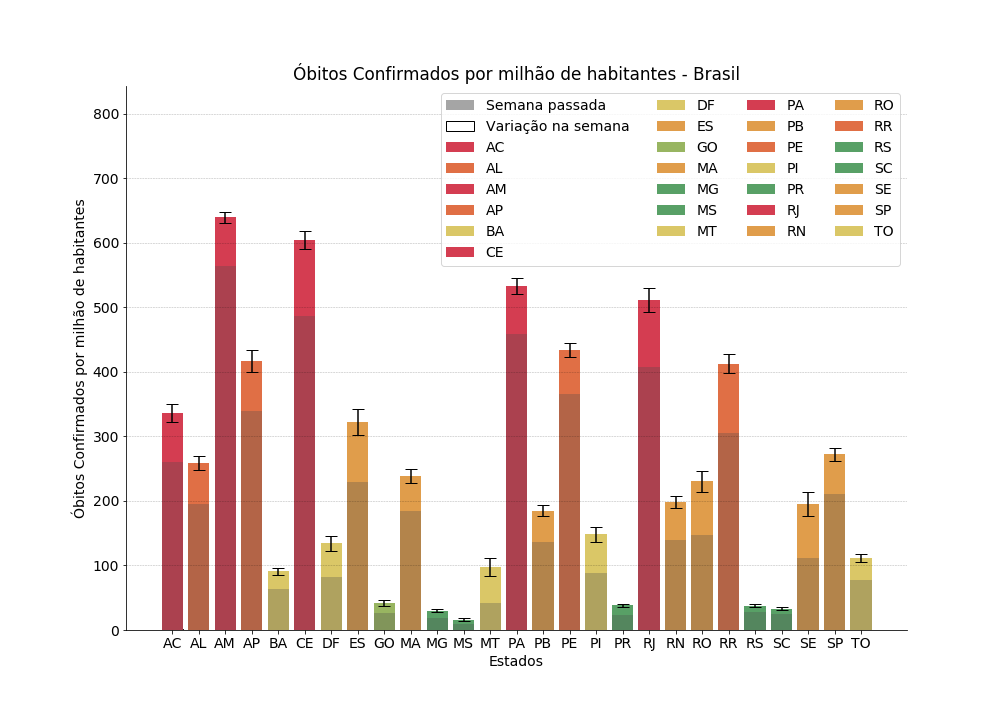 Óbitos Confirmados por milhão de habitantes - Brasil
Óbitos Confirmados por milhão de habitantes
800
700
600
500
400
300
200
100
0
Semana passada
Variação na semana
AC
AL
AM
AP
BA
CE
DF
ES
GO
MA
MG
MS
MT
PA
PB
PE
PI
PR
RJ
RN
RO
RR
RS
SC
SE
SP
TO
AC AL AM AP BA CE DF ES GO MA MG MS MT PA PB PE PI PR RJ RN RO RR RS SC SE SP TO
Estados